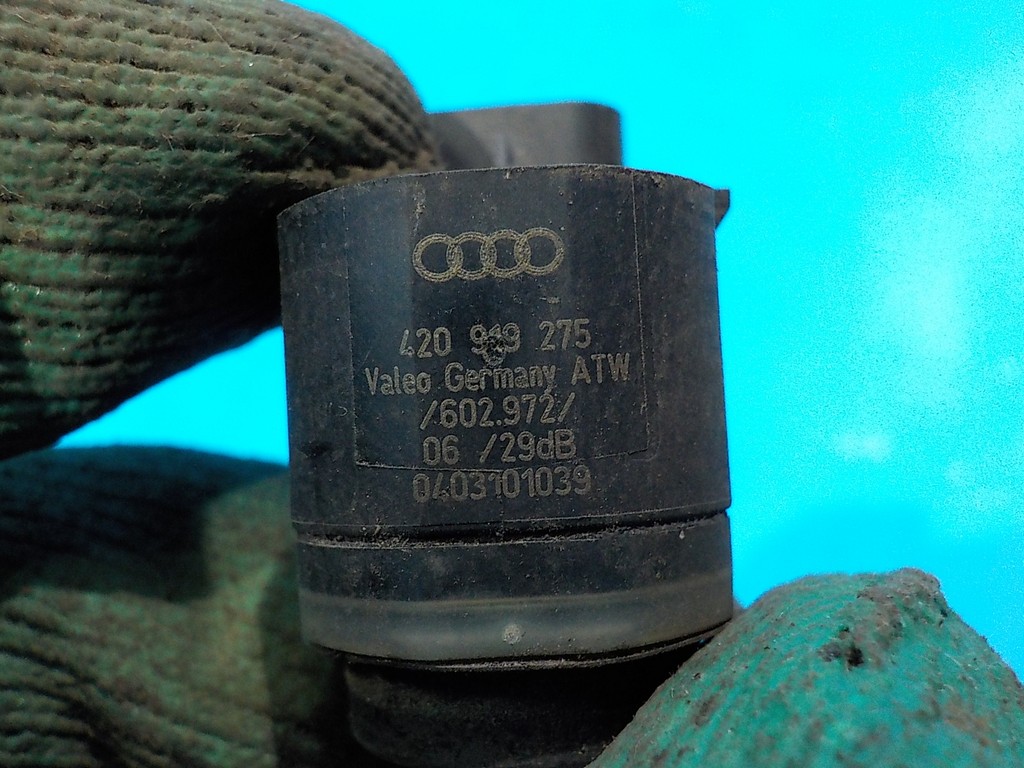 420 919 275
Valeo Germany ATW
/602.972/
06 /29dB
0403101039